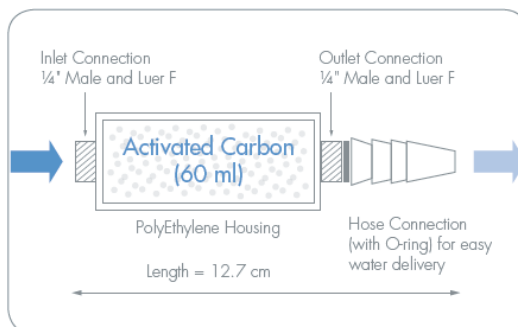 Inlet Connection
¼" Male and Luer F
Outlet Connection
¼" Male and Luer F
Activated Carbon
(60 ml)
PolyEthylene Housing
Hose Connection
(with O-ring) for easy
water delivery
Length = 12.7 cm